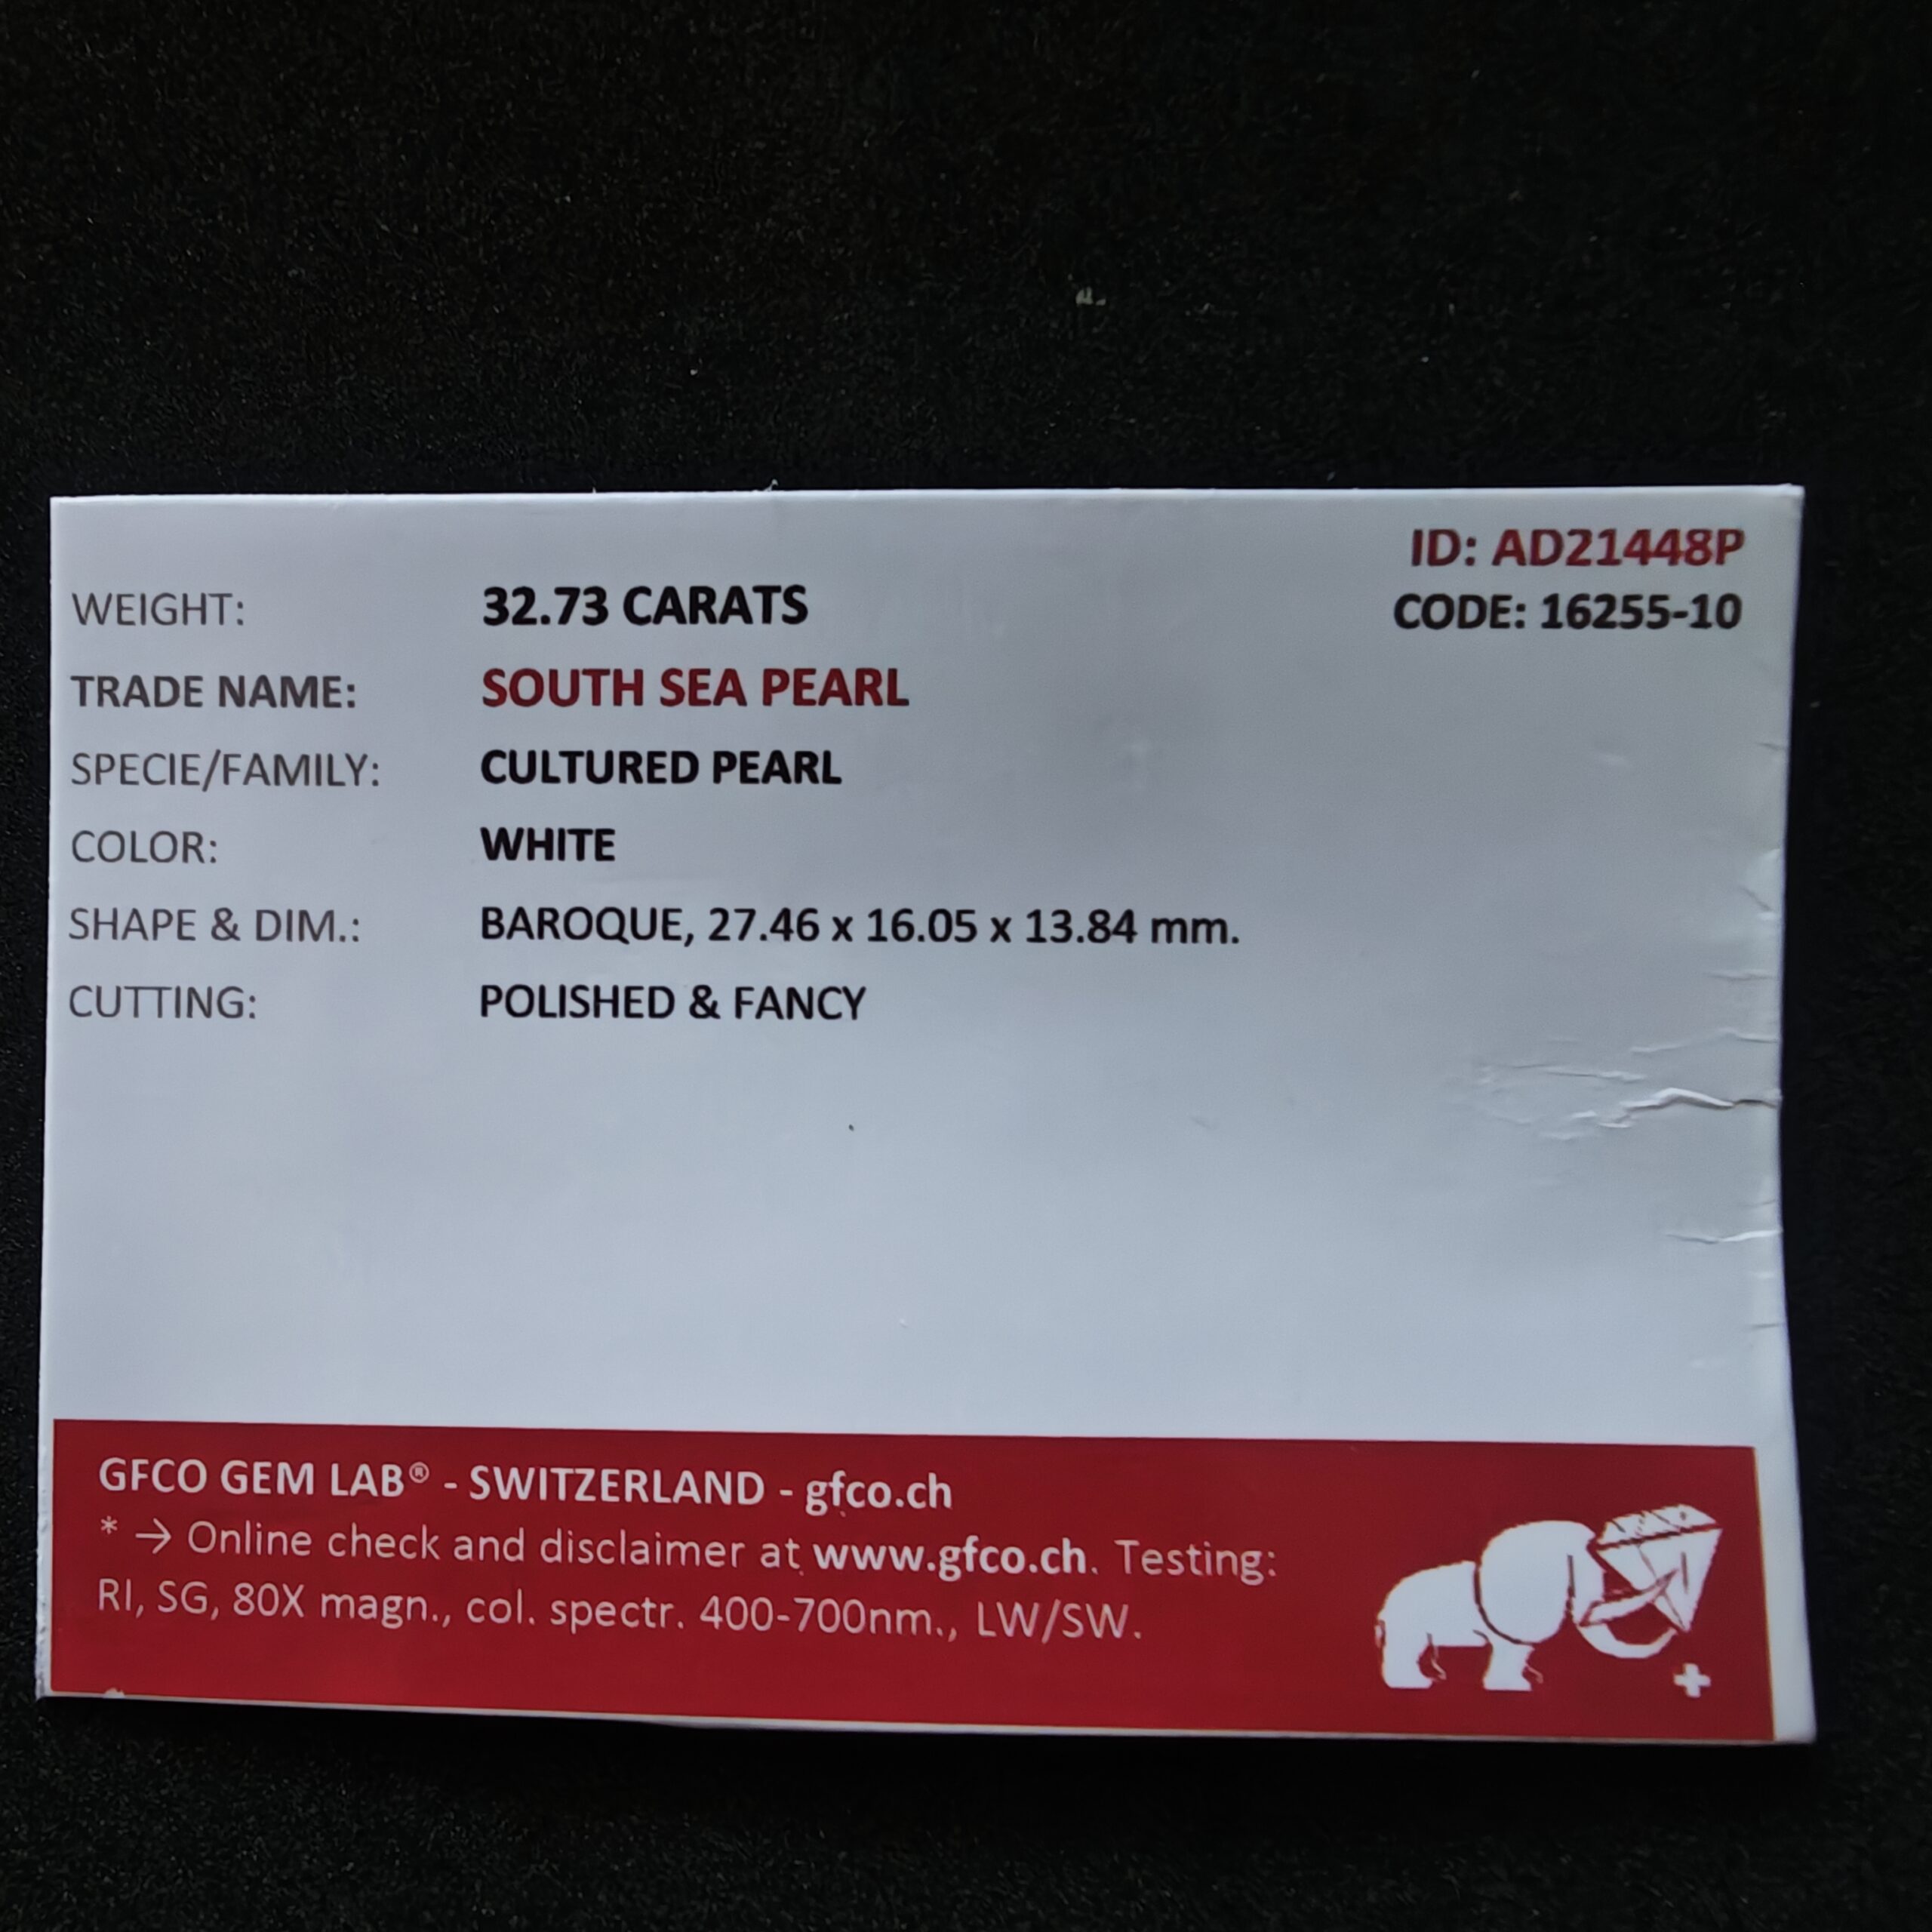 ID: AD21448P
WEIGHT: 32.73 CARATS CODE: 16255-10
TRADE NAME: SOUTH SEA PEARL
SPECIE/FAMILY: CULTURED PEARL
COLOR: WHITE
SHAPE & DIM.: BAROQUE, 27.46 x 16.05 x 13.84 mm.
CUTTING: POLISHED & FANCY
GFCO GEM LAB® - SWITZERLAND - gfco.ch
* → Online check and disclaimer at www.gfco.ch. Testing:
RI, SG, 80X magn., col. spectr. 400-700nm., LW/SW.